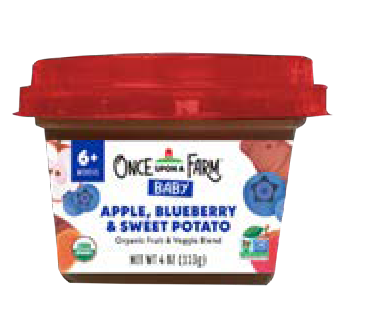 6+
MONTHS
ONCE UPON A FARM
BABY
APPLE, BLUEBERRY
& SWEET POTATO
Organic Fruit & Veggie Blend
NET WT 4 OZ (113g)